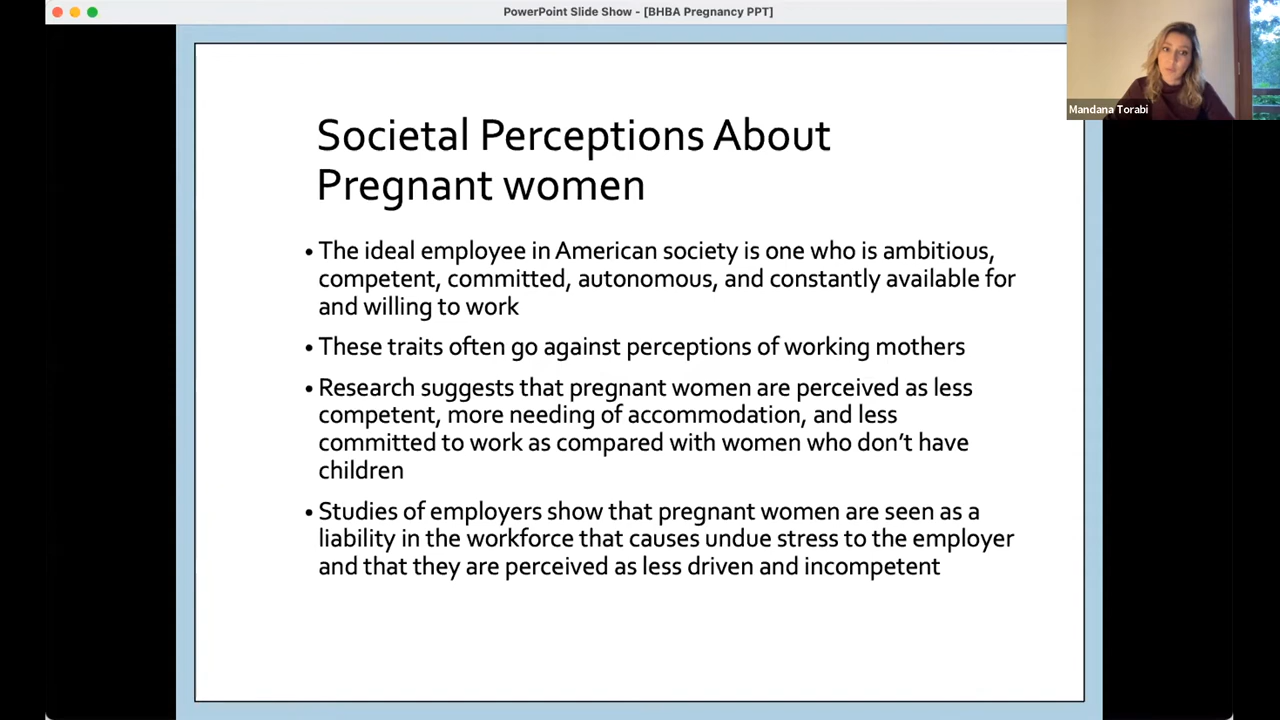 PowerPoint Slide Show - [BHBA Pregnancy PPT]
Mandana Torabi
Societal Perceptions About
Pregnant women
• The ideal employee in American society is one who is ambitious,
competent, committed, autonomous, and constantly available for
and willing to work
• These traits often go against perceptions of working mothers
• Research suggests that pregnant women are perceived as less
competent, more needing of accommodation, and less
committed to work as compared with women who don’t have
children
• Studies of employers show that pregnant women are seen as a
liability in the workforce that causes undue stress to the employer
and that they are perceived as less driven and incompetent